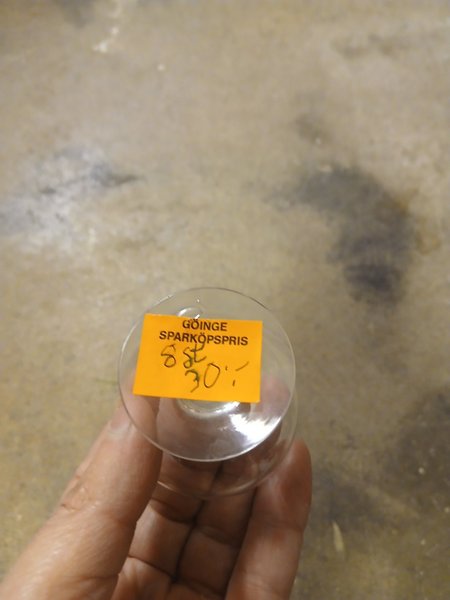 GÖINGE
SPARKÖPSPRIS
8 st
30:-